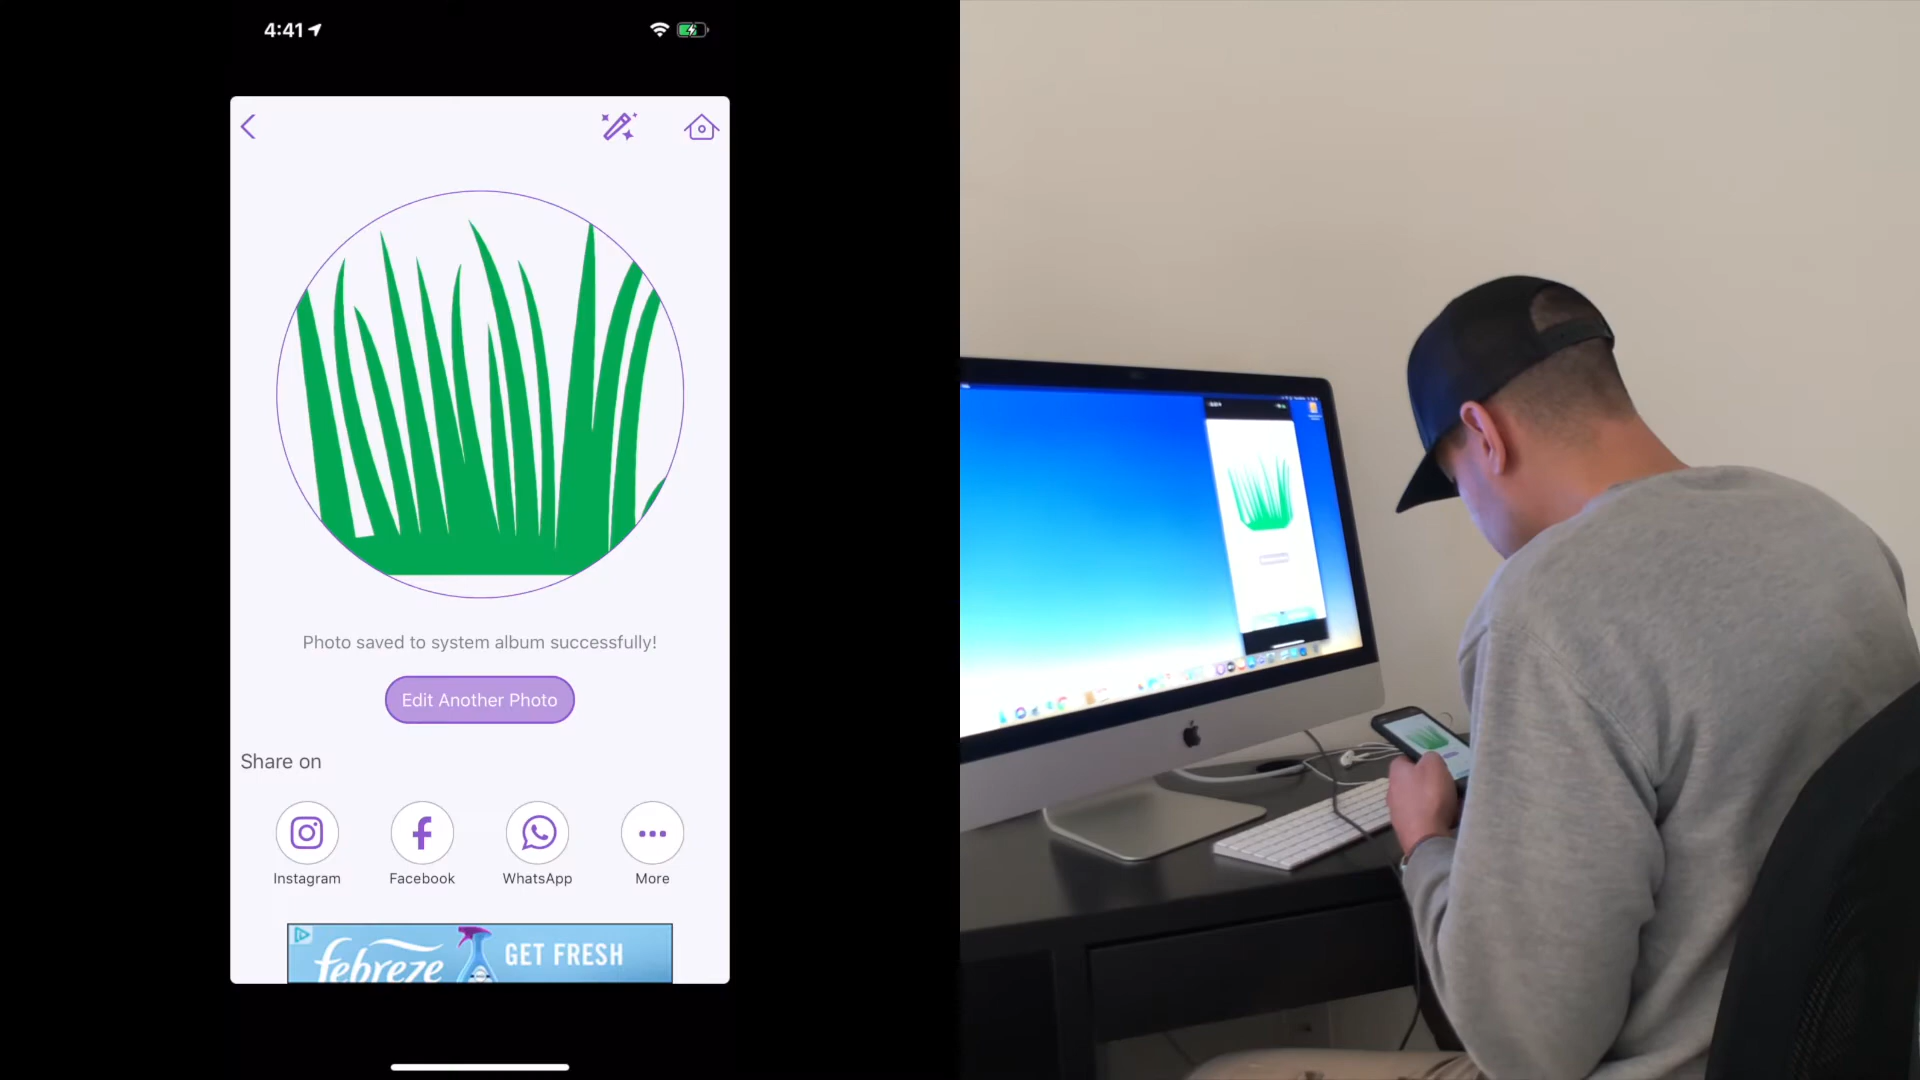 4:41
Photo saved to system album successfully!
Edit Another Photo
Share on
Instagram
Facebook
WhatsApp
More
febreze
GET FRESH